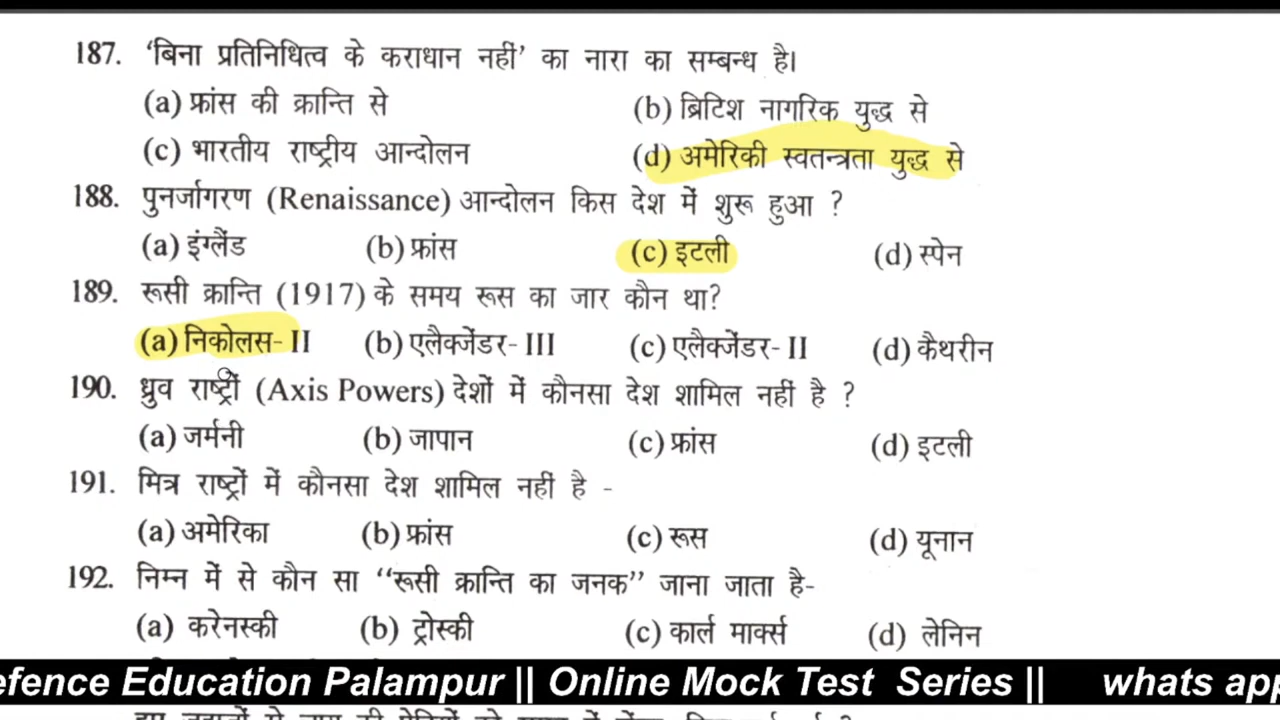 187. ‘बिना प्रतिनिधित्व के कराधान नहीं’ का नारा का सम्बन्ध है।
(a) फ्रांस की क्रान्ति से (b) ब्रिटिश नागरिक युद्ध से
(c) भारतीय राष्ट्रीय आन्दोलन (d) अमेरिकी स्वतन्त्रता युद्ध से
188. पुनर्जागरण (Renaissance) आन्दोलन किस देश में शुरू हुआ ?
(a) इंग्लैंड (b) फ्रांस (c) इटली (d) स्पेन
189. रूसी क्रान्ति (1917) के समय रूस का जार कौन था?
(a) निकोलस- II (b) एलैक्जेंडर- III (c) एलैक्जेंडर- II (d) कैथरीन
190. ध्रुव राष्ट्रों (Axis Powers) देशों में कौनसा देश शामिल नहीं है ?
(a) जर्मनी (b) जापान (c) फ्रांस (d) इटली
191. मित्र राष्ट्रों में कौनसा देश शामिल नहीं है -
(a) अमेरिका (b) फ्रांस (c) रूस (d) यूनान
192. निम्न में से कौन सा “रूसी क्रान्ति का जनक” जाना जाता है-
(a) करेनस्की (b) ट्रोस्की (c) कार्ल मार्क्स (d) लेनिन
efence Education Palampur || Online Mock Test Series || whats app